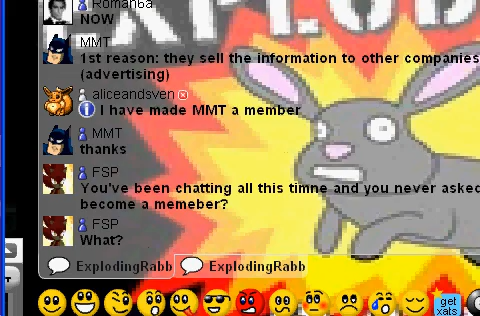 EXPLOD
Roman6a
NOW
MMT
1st reason: they sell the information to other companies
(advertising)
aliceandsven
I have made MMT a member
MMT
thanks
FSP
You've been chatting all this timne and you never asked
become a memeber?
FSP
What?
ExplodingRabb ExplodingRabb
get
xats